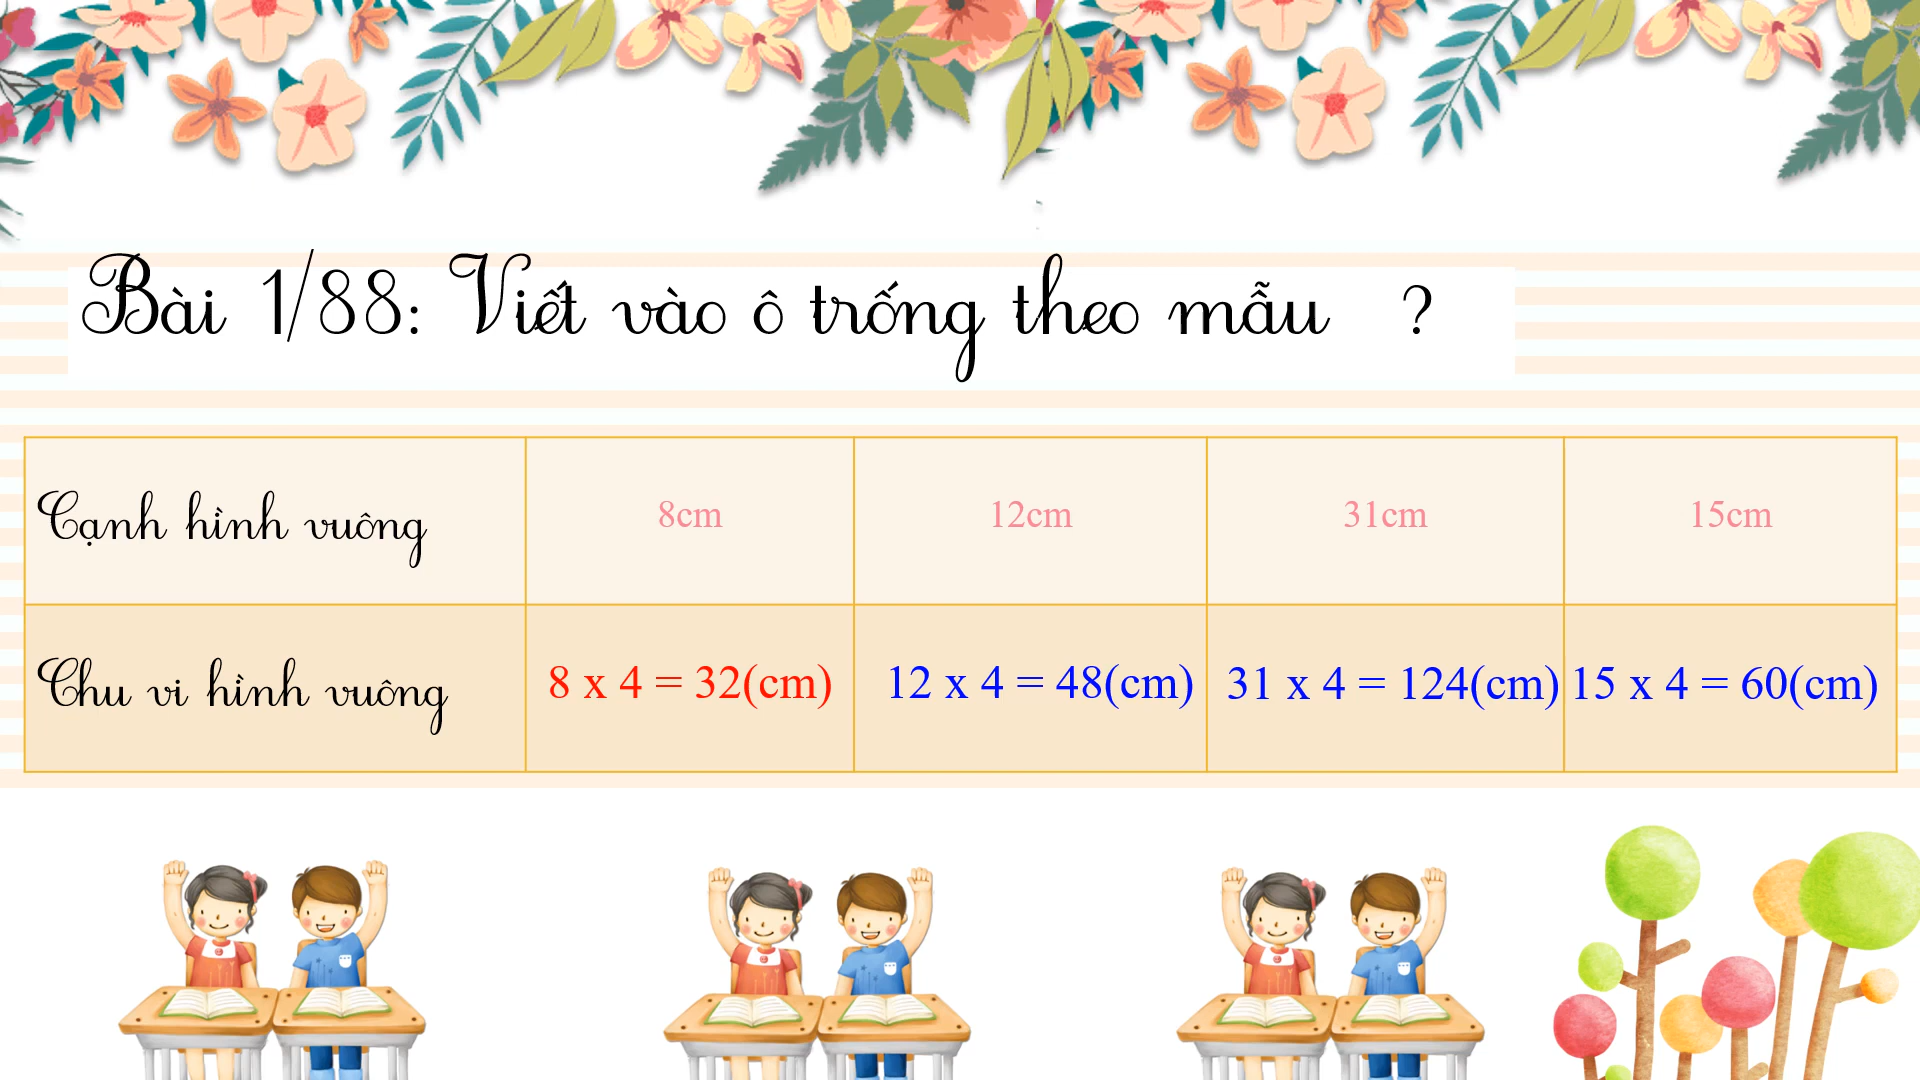 Bài 1/88: Viết vào ô trống theo mẫu ?
Cạnh hình vuông 8cm 12cm 31cm 15cm
Chu vi hình vuông 8 x 4 = 32(cm) 12 x 4 = 48(cm) 31 x 4 = 124(cm) 15 x 4 = 60(cm)